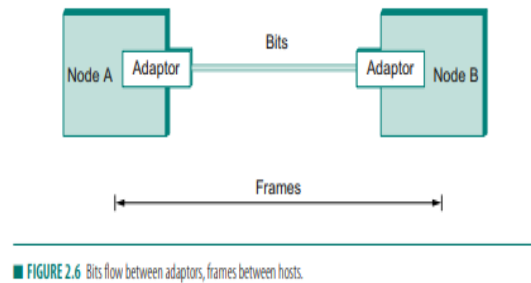 Bits
Node A
Adaptor
Adaptor
Node B
Frames
FIGURE 2.6 Bits flow between adaptors, frames between hosts.